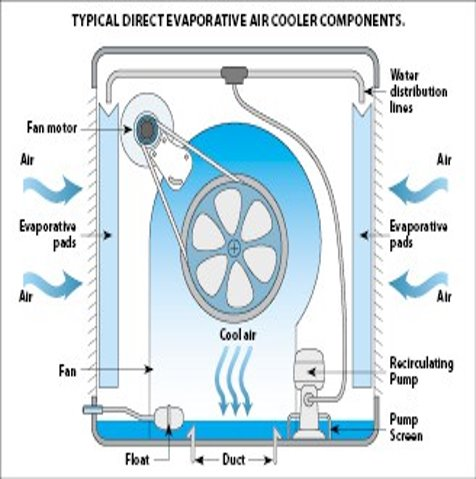 TYPICAL DIRECT EVAPORATIVE AIR COOLER COMPONENTS.
Water
distribution
lines
Fan motor
Air
Air
Evaporative
pads
Evaporative
pads
Air
Air
Cool air
Fan
Recirculating
Pump
Pump
Screen
Float
Duct